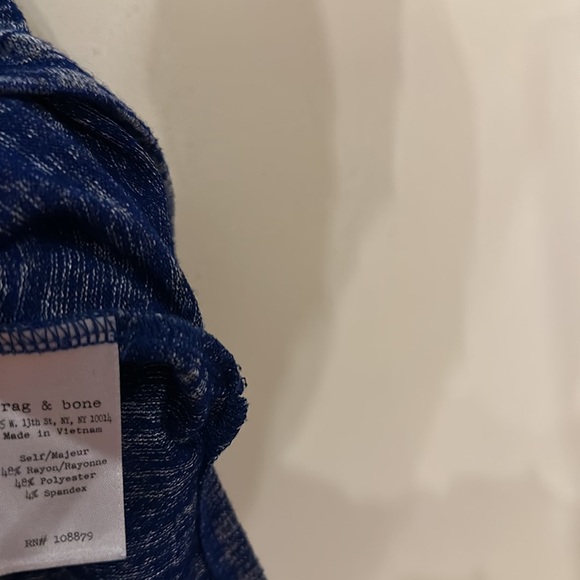 rag & bone
5 W. 13th St, NY, NY 10014
Made in Vietnam
Self/Majeur
48% Rayon/Rayonne
48% Polyester
4% Spandex
RN# 108879